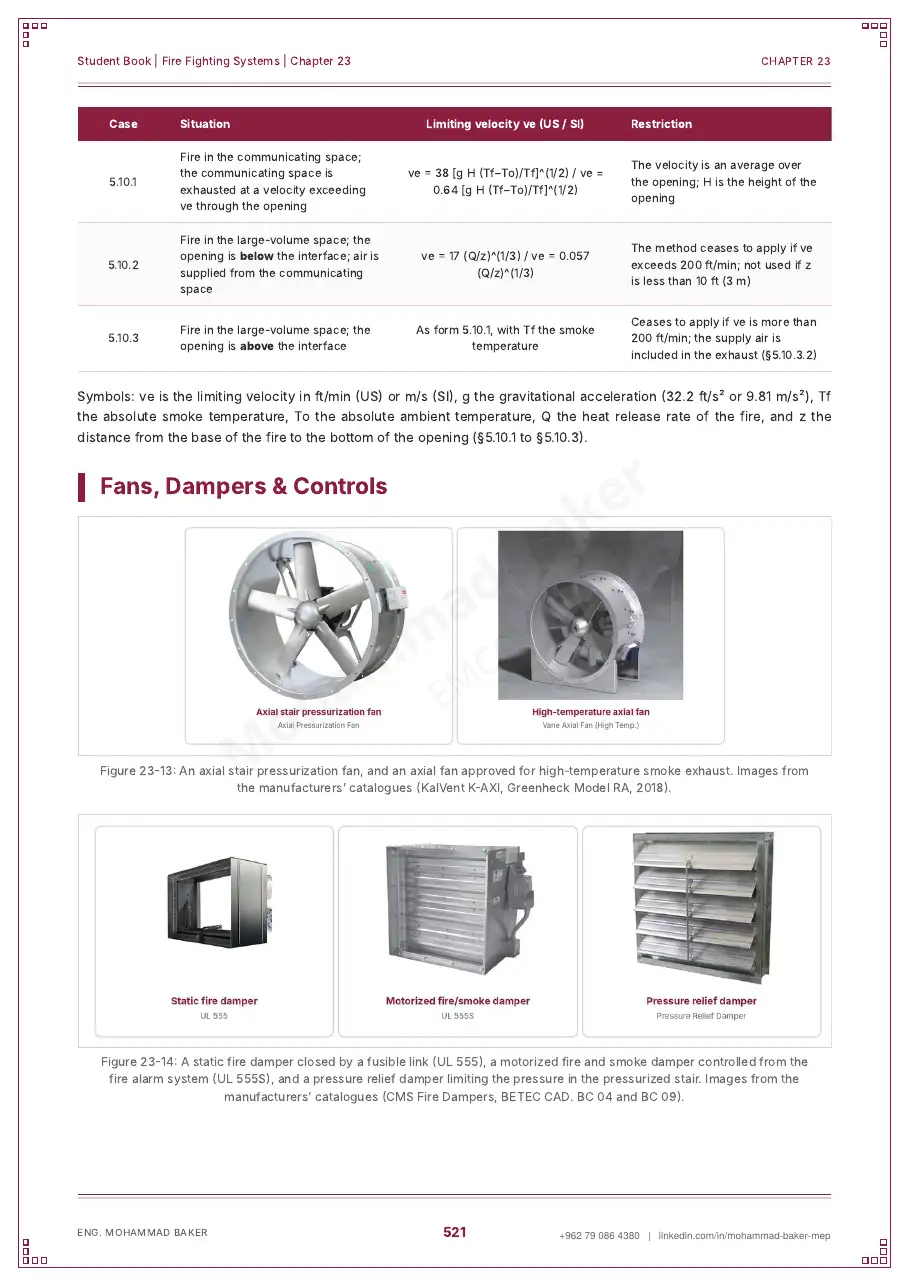 Student Book | Fire Fighting Systems | Chapter 23
CHAPTER 23
Case
Situation
Limiting velocity ve (US / SI)
Restriction
5.10.1
Fire in the communicating space;
the communicating space is
exhausted at a velocity exceeding
ve through the opening
ve = 38 [g H (Tf−To)/Tf]^(1/2) / ve =
0.64 [g H (Tf−To)/Tf]^(1/2)
The velocity is an average over
the opening; H is the height of the
opening
5.10.2
Fire in the large-volume space; the
opening is below the interface; air is
supplied from the communicating
space
ve = 17 (Q/z)^(1/3) / ve = 0.057
(Q/z)^(1/3)
The method ceases to apply if ve
exceeds 200 ft/min; not used if z
is less than 10 ft (3 m)
5.10.3
Fire in the large-volume space; the
opening is above the interface
As form 5.10.1, with Tf the smoke
temperature
Ceases to apply if ve is more than
200 ft/min; the supply air is
included in the exhaust (§5.10.3.2)
Symbols: ve is the limiting velocity in ft/min (US) or m/s (SI), g the gravitational acceleration (32.2 ft/s² or 9.81 m/s²), Tf
the absolute smoke temperature, To the absolute ambient temperature, Q the heat release rate of the fire, and z the
distance from the base of the fire to the bottom of the opening (§5.10.1 to §5.10.3).
Fans, Dampers & Controls
Axial stair pressurization fan
Axial Pressurization Fan
High-temperature axial fan
Vane Axial Fan (High Temp.)
Figure 23-13: An axial stair pressurization fan, and an axial fan approved for high-temperature smoke exhaust. Images from
the manufacturers’ catalogues (KalVent K-AXI, Greenheck Model RA, 2018).
Static fire damper
UL 555
Motorized fire/smoke damper
UL 555S
Pressure relief damper
Pressure Relief Damper
Figure 23-14: A static fire damper closed by a fusible link (UL 555), a motorized fire and smoke damper controlled from the
fire alarm system (UL 555S), and a pressure relief damper limiting the pressure in the pressurized stair. Images from the
manufacturers’ catalogues (CMS Fire Dampers, BETEC CAD. BC 04 and BC 09).
ENG. MOHAMMAD BAKER
521
+962 79 086 4380 | linkedin.com/in/mohammad-baker-mep